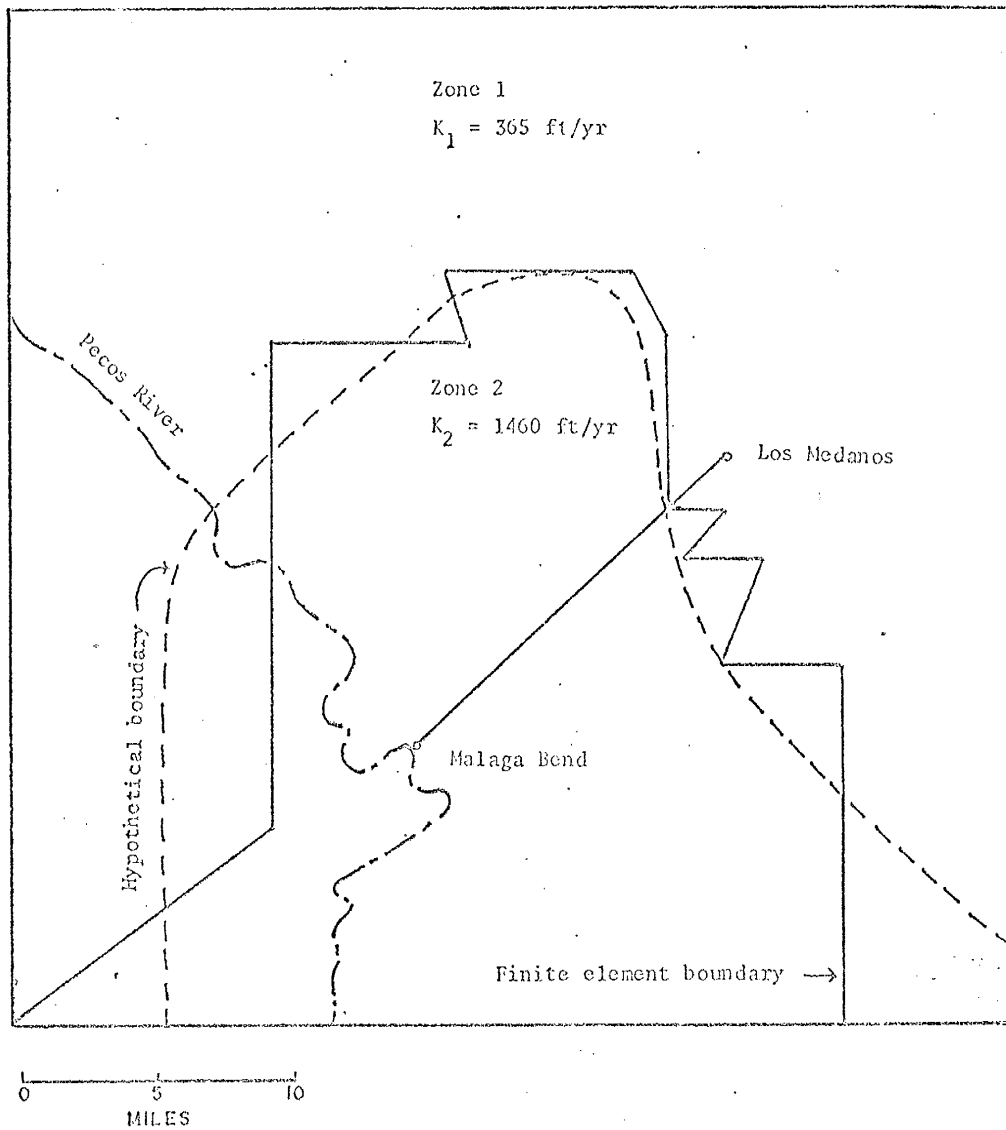 Zone 1
K1 = 365 ft/yr
Pecos River
Zone 2
K2 = 1460 ft/yr
Los Medanos
Hypothetical boundary
Malaga Bend
Finite element boundary
0 5 10
MILES